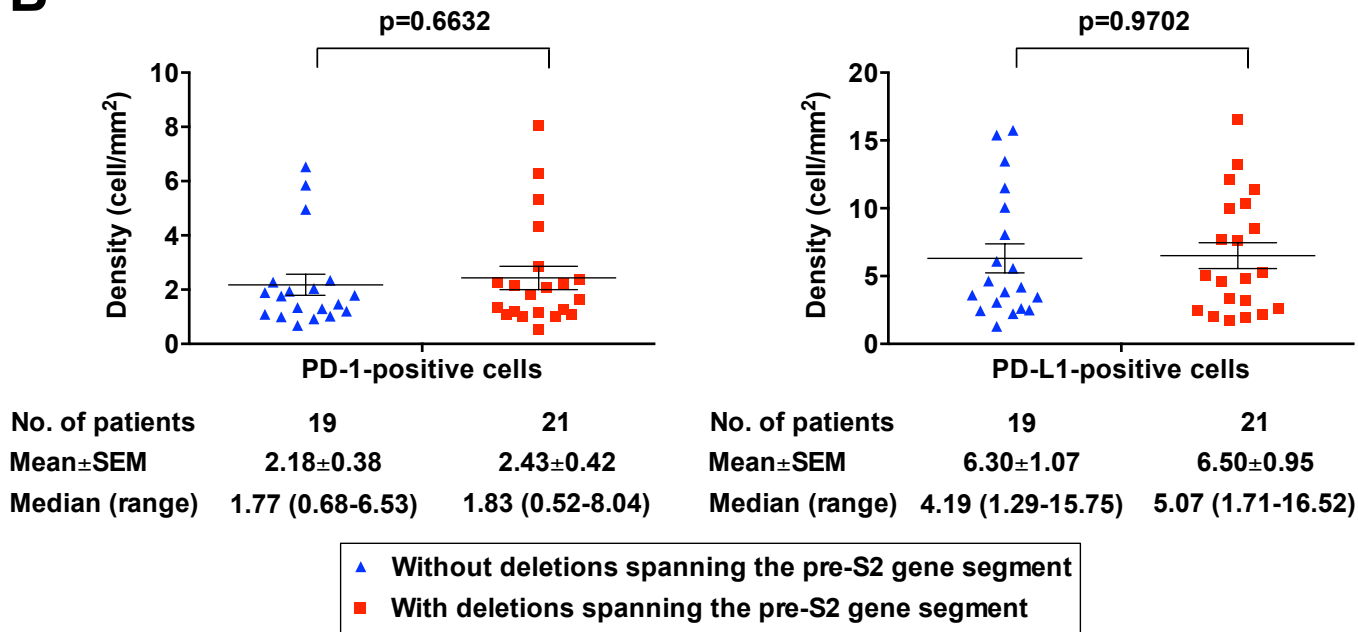 B
p=0.6632
p=0.9702
Density (cell/mm²)
10
8
6
4
2
0
PD-1-positive cells
Density (cell/mm²)
20
15
10
5
0
PD-L1-positive cells
No. of patients 19 21
Mean±SEM 2.18±0.38 2.43±0.42
Median (range) 1.77 (0.68-6.53) 1.83 (0.52-8.04)
No. of patients 19 21
Mean±SEM 6.30±1.07 6.50±0.95
Median (range) 4.19 (1.29-15.75) 5.07 (1.71-16.52)
Without deletions spanning the pre-S2 gene segment
With deletions spanning the pre-S2 gene segment